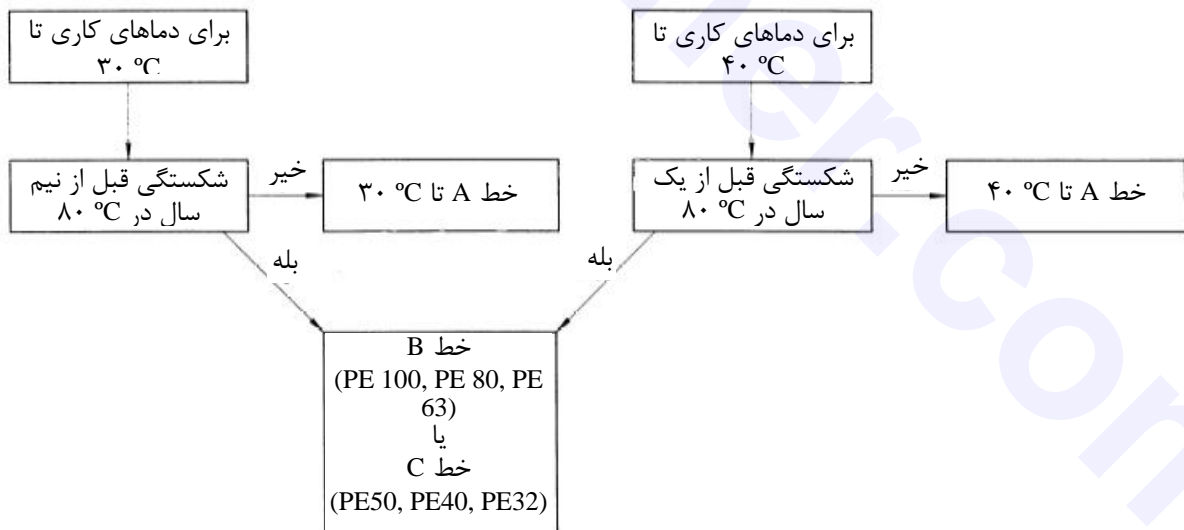 برای دماهای کاری تا
۳۰ ºC
برای دماهای کاری تا
۴۰ ºC
شکستگی قبل از نیم
سال در ۸۰ ºC
خیر
خط A تا ۳۰ ºC
شکستگی قبل از یک
سال در ۸۰ ºC
خیر
خط A تا ۴۰ ºC
بله
بله
خط B
(PE 100, PE 80, PE
63)
یا
خط C
(PE50, PE40, PE32)